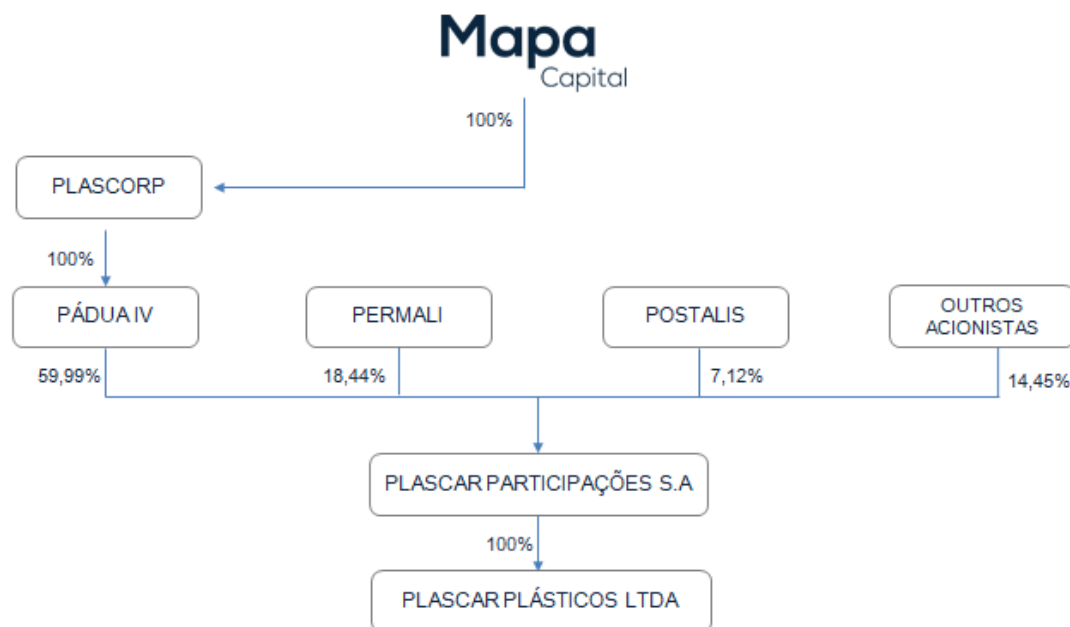 Mapa
Capital
100%
PLASCORP
100%
PÁDUA IV
PERMALI
POSTALIS
OUTROS
ACIONISTAS
59,99%
18,44%
7,12%
14,45%
PLASCAR PARTICIPAÇÕES S.A
100%
PLASCAR PLÁSTICOS LTDA